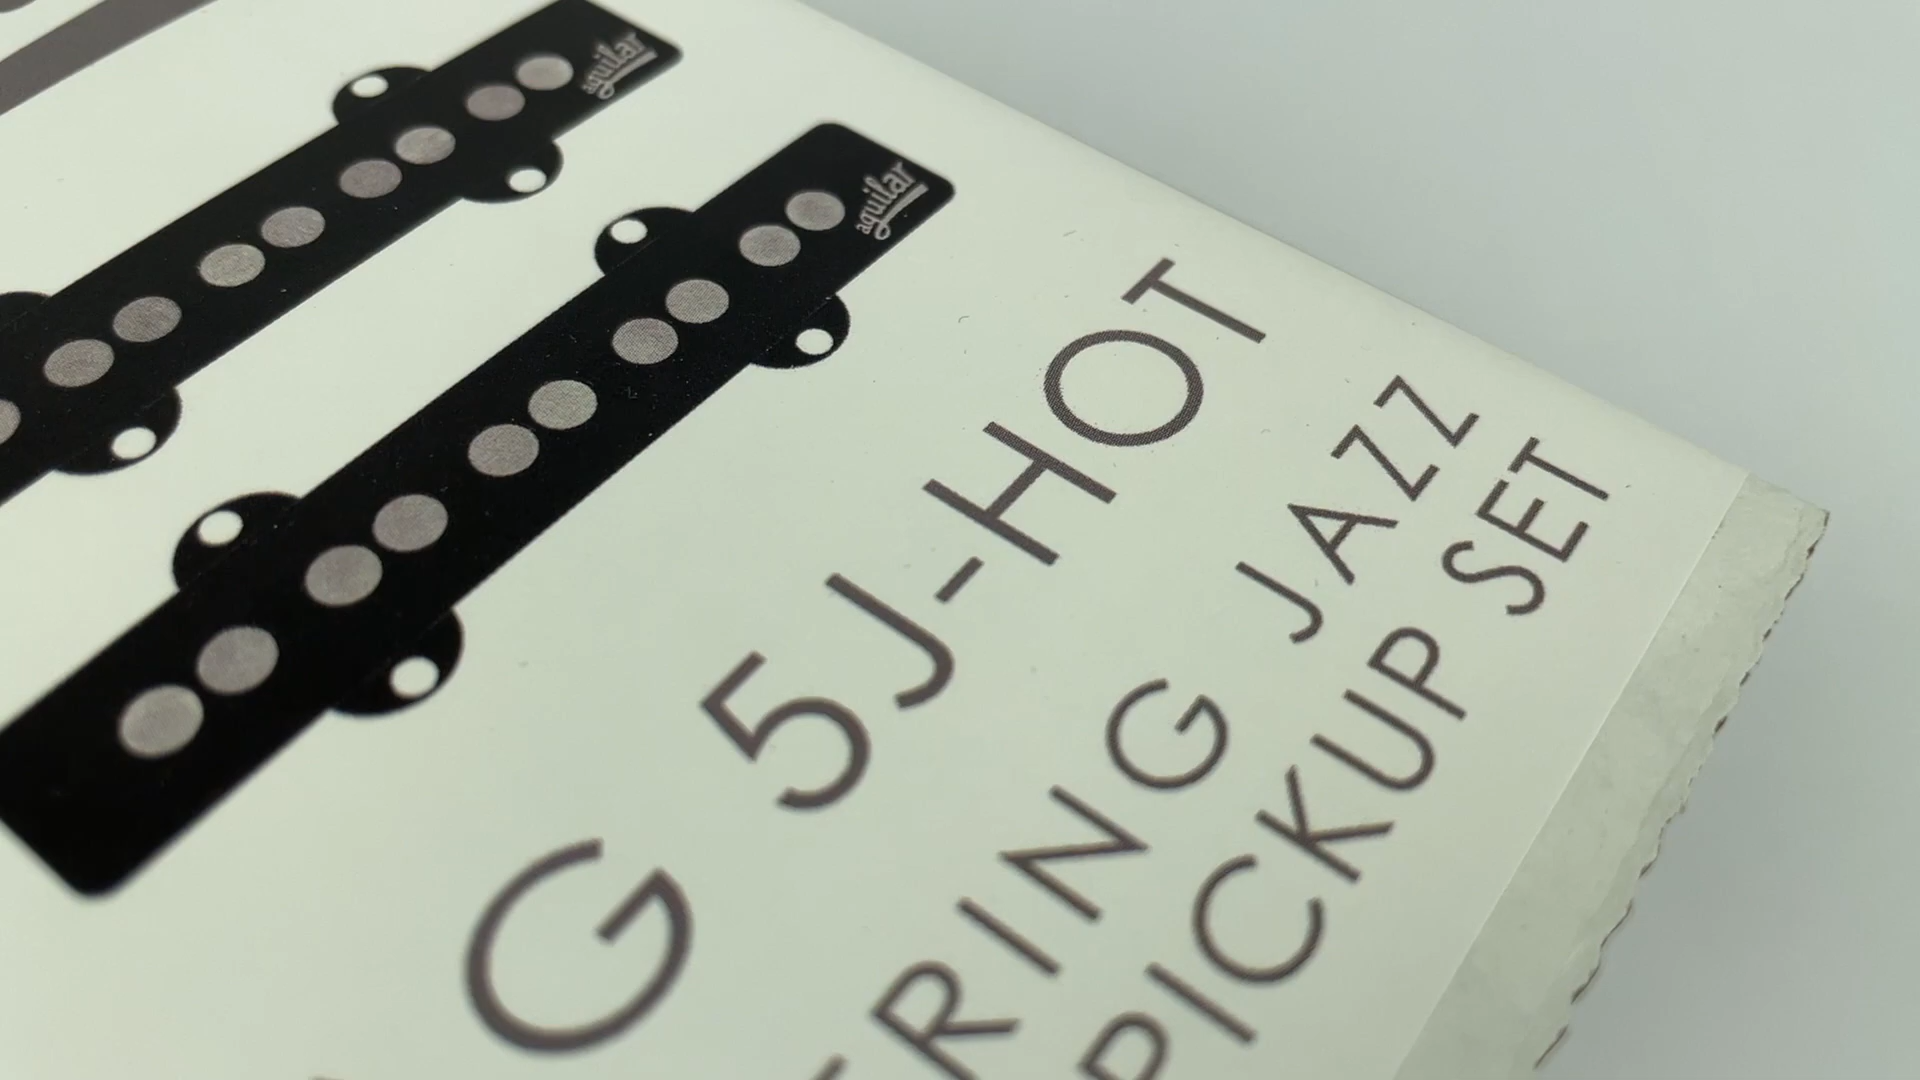 aguilar
aguilar
G 5J-HOT
RING JAZZ
PICKUP SET